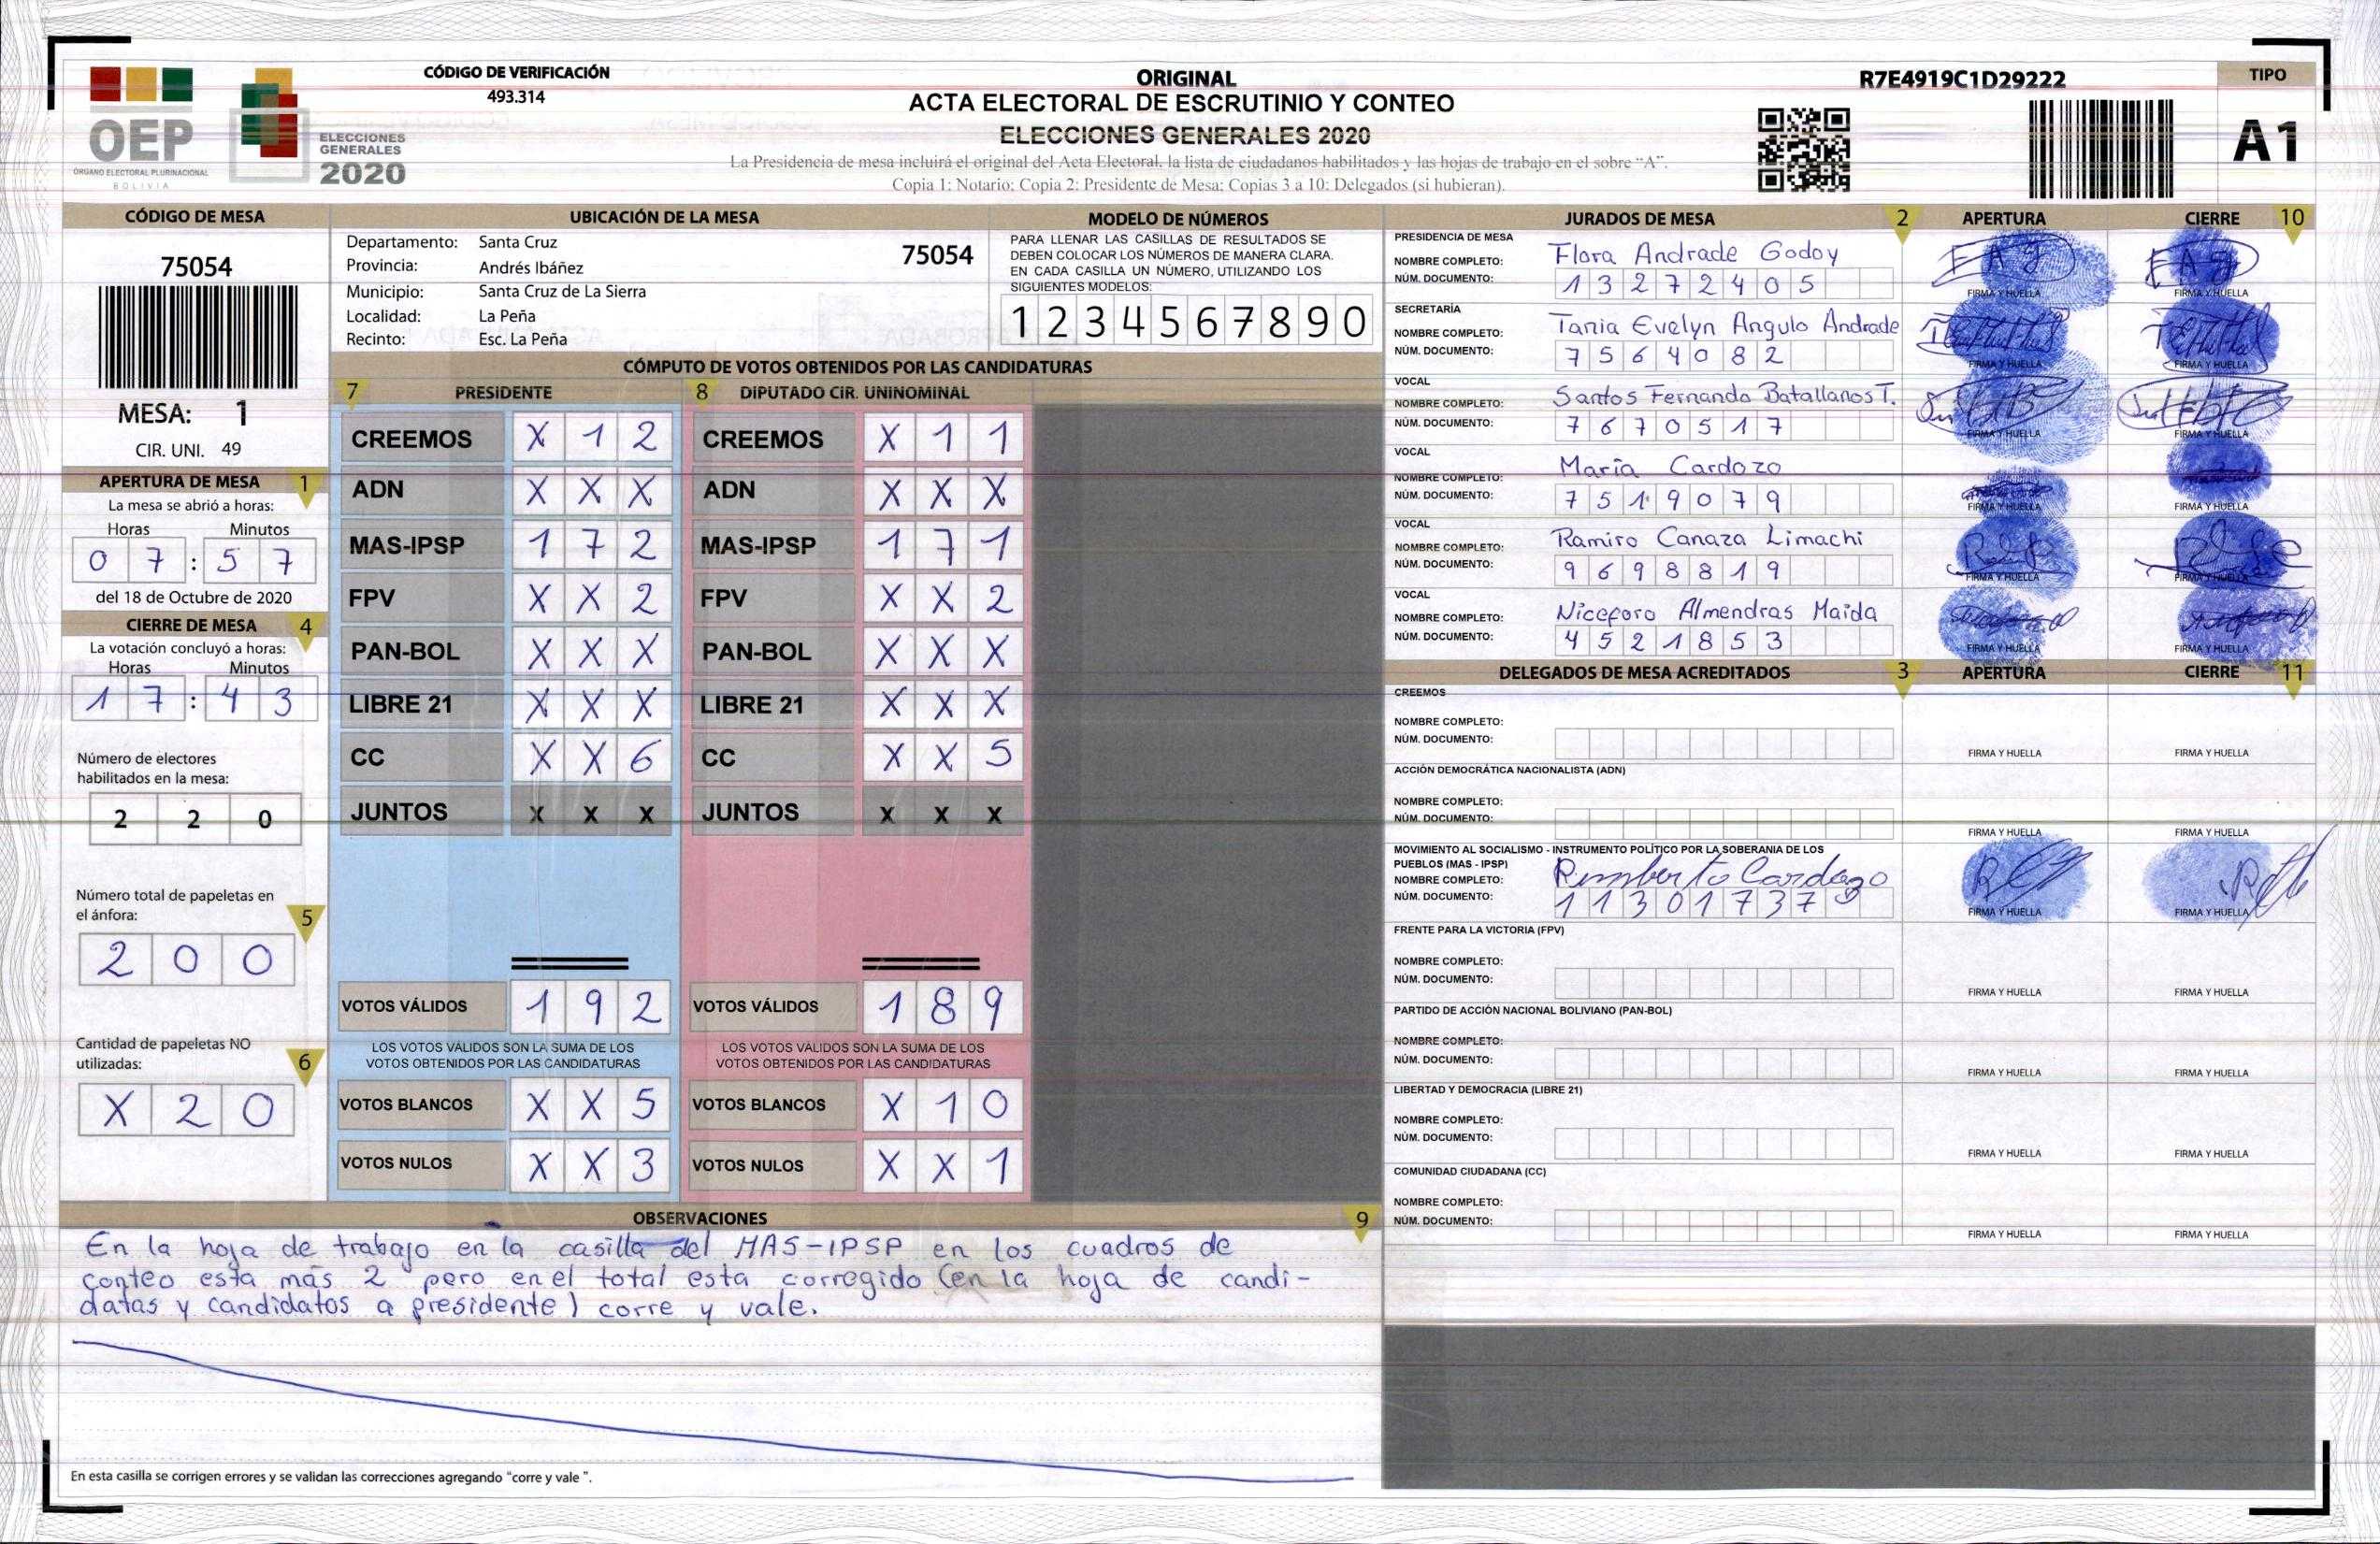 CÓDIGO DE VERIFICACIÓN
493.314
OEP
ÓRGANO ELECTORAL PLURINACIONAL
BOLIVIA
ELECCIONES
GENERALES
2020
ORIGINAL
ACTA ELECTORAL DE ESCRUTINIO Y CONTEO
ELECCIONES GENERALES 2020
La Presidencia de mesa incluirá el original del Acta Electoral, la lista de ciudadanos habilitados y las hojas de trabajo en el sobre "A".
Copia 1: Notario; Copia 2: Presidente de Mesa; Copias 3 a 10: Delegados (si hubieran).
R7E4919C1D29222
TIPO
A1
CÓDIGO DE MESA
75054
MESA: 1
CIR. UNI. 49
APERTURA DE MESA 1
La mesa se abrió a horas:
Horas Minutos
0 7 : 5 7
del 18 de Octubre de 2020
CIERRE DE MESA 4
La votación concluyó a horas:
Horas Minutos
1 7 : 4 3
Número de electores
habilitados en la mesa:
2 2 0
Número total de papeletas en
el ánfora: 5
2 0 0
Cantidad de papeletas NO
utilizadas: 6
X 2 0
UBICACIÓN DE LA MESA
Departamento: Santa Cruz
75054
Provincia: Andrés Ibáñez
Municipio: Santa Cruz de La Sierra
Localidad: La Peña
Recinto: Esc. La Peña
MODELO DE NÚMEROS
PARA LLENAR LAS CASILLAS DE RESULTADOS SE
DEBEN COLOCAR LOS NÚMEROS DE MANERA CLARA.
EN CADA CASILLA UN NÚMERO, UTILIZANDO LOS
SIGUIENTES MODELOS:
1 2 3 4 5 6 7 8 9 0
CÓMPUTO DE VOTOS OBTENIDOS POR LAS CANDIDATURAS
7 PRESIDENTE 8 DIPUTADO CIR. UNINOMINAL
CREEMOS X 1 2 CREEMOS X 1 1
ADN X X X ADN X X X
MAS-IPSP 1 7 2 MAS-IPSP 1 7 1
FPV X X 2 FPV X X 2
PAN-BOL X X X PAN-BOL X X X
LIBRE 21 X X X LIBRE 21 X X X
CC X X 6 CC X X 5
JUNTOS X X X JUNTOS X X X
VOTOS VÁLIDOS 1 9 2 VOTOS VÁLIDOS 1 8 9
LOS VOTOS VÁLIDOS SON LA SUMA DE LOS LOS VOTOS VÁLIDOS SON LA SUMA DE LOS
VOTOS OBTENIDOS POR LAS CANDIDATURAS VOTOS OBTENIDOS POR LAS CANDIDATURAS
VOTOS BLANCOS X X 5 VOTOS BLANCOS X 1 0
VOTOS NULOS X X 3 VOTOS NULOS X X 1
OBSERVACIONES 9
En la hoja de trabajo en la casilla del MAS-IPSP en los cuadros de
conteo esta más 2 pero en el total esta corregido (en la hoja de candi-
datas y candidatos a presidente) corre y vale.
En esta casilla se corrigen errores y se validan las correcciones agregando "corre y vale ".
JURADOS DE MESA 2 APERTURA CIERRE 10
PRESIDENCIA DE MESA
NOMBRE COMPLETO: Flora Andrade Godoy
NÚM. DOCUMENTO: 1 3 2 7 2 4 0 5
FIRMA Y HUELLA FIRMA Y HUELLA
SECRETARÍA
NOMBRE COMPLETO: Tania Evelyn Angulo Andrade
NÚM. DOCUMENTO: 7 5 6 4 0 8 2
FIRMA Y HUELLA FIRMA Y HUELLA
VOCAL
NOMBRE COMPLETO: Santos Fernando Batallanos T.
NÚM. DOCUMENTO: 7 6 7 0 5 1 7
FIRMA Y HUELLA FIRMA Y HUELLA
VOCAL
NOMBRE COMPLETO: María Cardozo
NÚM. DOCUMENTO: 7 5 1 9 0 7 9
FIRMA Y HUELLA FIRMA Y HUELLA
VOCAL
NOMBRE COMPLETO: Ramiro Canaza Limachi
NÚM. DOCUMENTO: 9 6 9 8 8 1 9
FIRMA Y HUELLA FIRMA Y HUELLA
VOCAL
NOMBRE COMPLETO: Niceforo Almendras Maida
NÚM. DOCUMENTO: 4 5 2 1 8 5 3
FIRMA Y HUELLA FIRMA Y HUELLA
DELEGADOS DE MESA ACREDITADOS 3 APERTURA CIERRE 11
CREEMOS
NOMBRE COMPLETO:
NÚM. DOCUMENTO:
FIRMA Y HUELLA FIRMA Y HUELLA
ACCIÓN DEMOCRÁTICA NACIONALISTA (ADN)
NOMBRE COMPLETO:
NÚM. DOCUMENTO:
FIRMA Y HUELLA FIRMA Y HUELLA
MOVIMIENTO AL SOCIALISMO - INSTRUMENTO POLÍTICO POR LA SOBERANIA DE LOS
PUEBLOS (MAS - IPSP)
NOMBRE COMPLETO: Rimberto Cardozo
NÚM. DOCUMENTO: 1 1 3 0 1 7 3 7
FIRMA Y HUELLA FIRMA Y HUELLA
FRENTE PARA LA VICTORIA (FPV)
NOMBRE COMPLETO:
NÚM. DOCUMENTO:
FIRMA Y HUELLA FIRMA Y HUELLA
PARTIDO DE ACCIÓN NACIONAL BOLIVIANO (PAN-BOL)
NOMBRE COMPLETO:
NÚM. DOCUMENTO:
FIRMA Y HUELLA FIRMA Y HUELLA
LIBERTAD Y DEMOCRACIA (LIBRE 21)
NOMBRE COMPLETO:
NÚM. DOCUMENTO:
FIRMA Y HUELLA FIRMA Y HUELLA
COMUNIDAD CIUDADANA (CC)
NOMBRE COMPLETO:
NÚM. DOCUMENTO:
FIRMA Y HUELLA FIRMA Y HUELLA